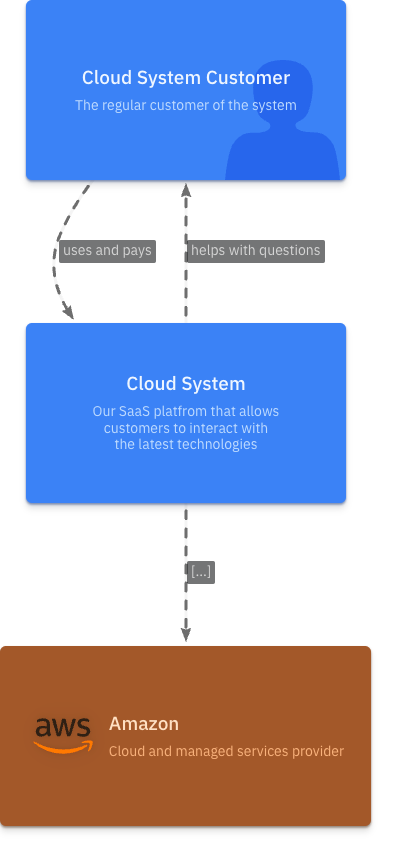 Cloud System Customer
The regular customer of the system
uses and pays
helps with questions
Cloud System
Our SaaS platfrom that allows
customers to interact with
the latest technologies
[...]
aws
Amazon
Cloud and managed services provider